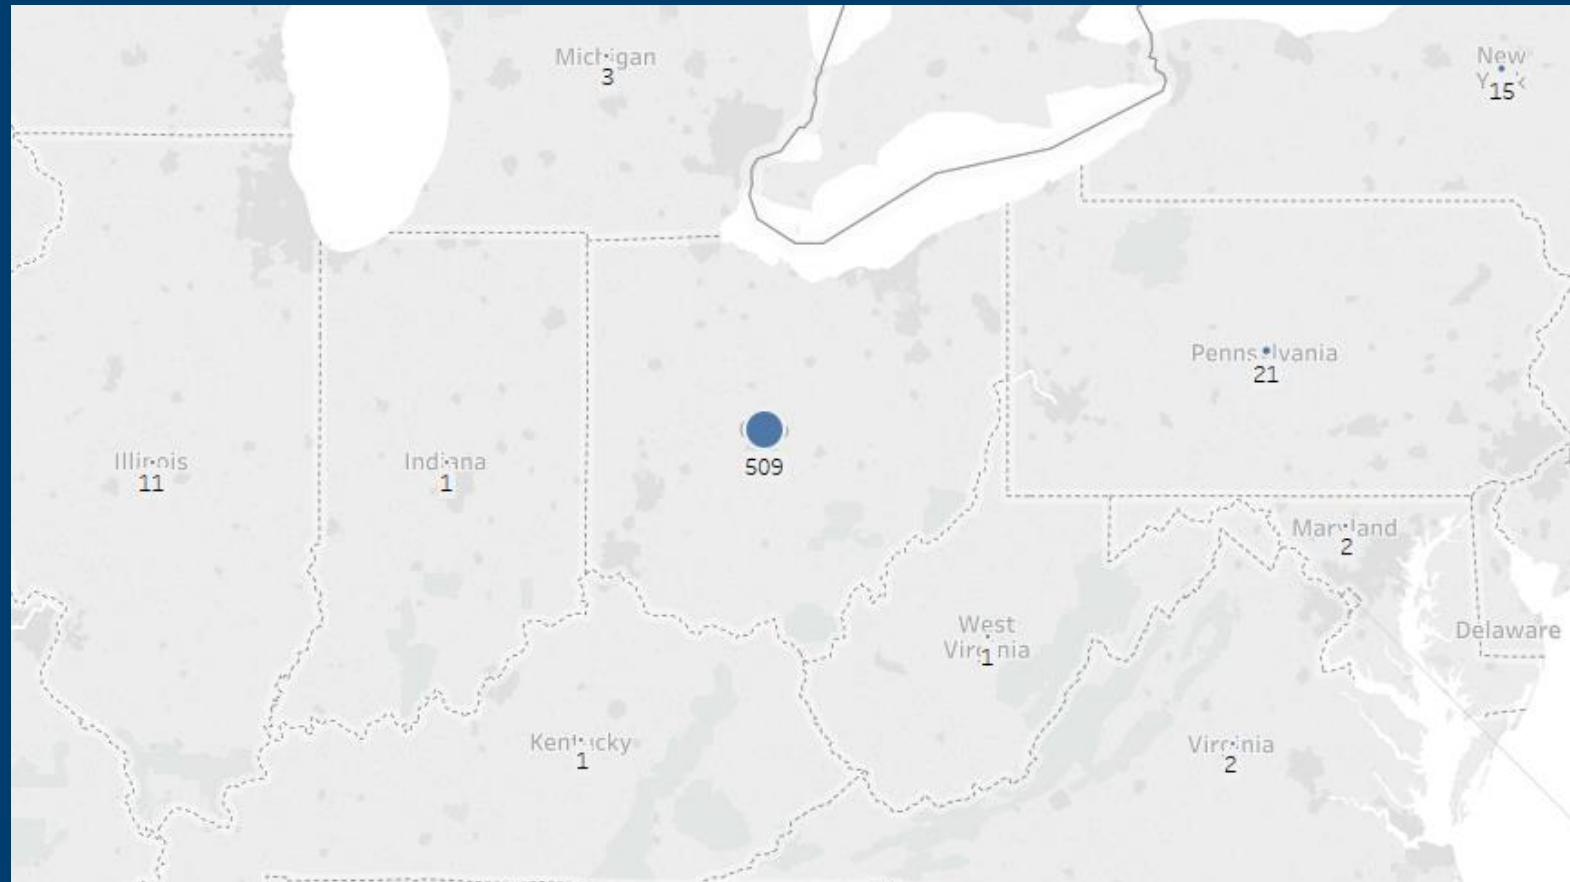 Michigan
3
New
York
15
Pennsylvania
21
Illinois
11
Indiana
1
509
Maryland
2
West
Virginia
1
Delaware
Kentucky
1
Virginia
2